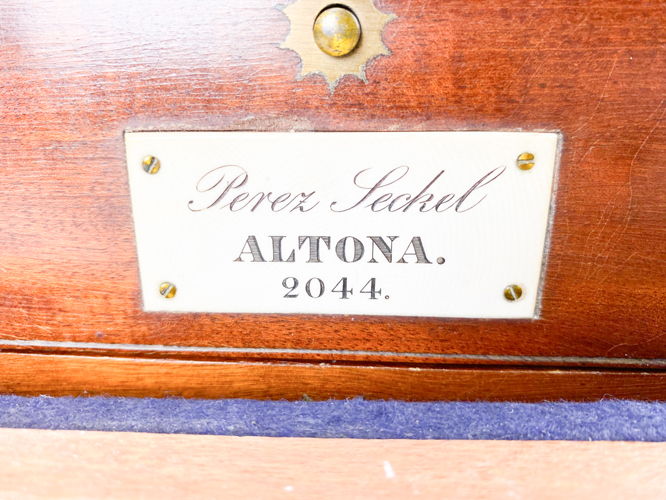 Perez Seckel
ALTONA.
2044.